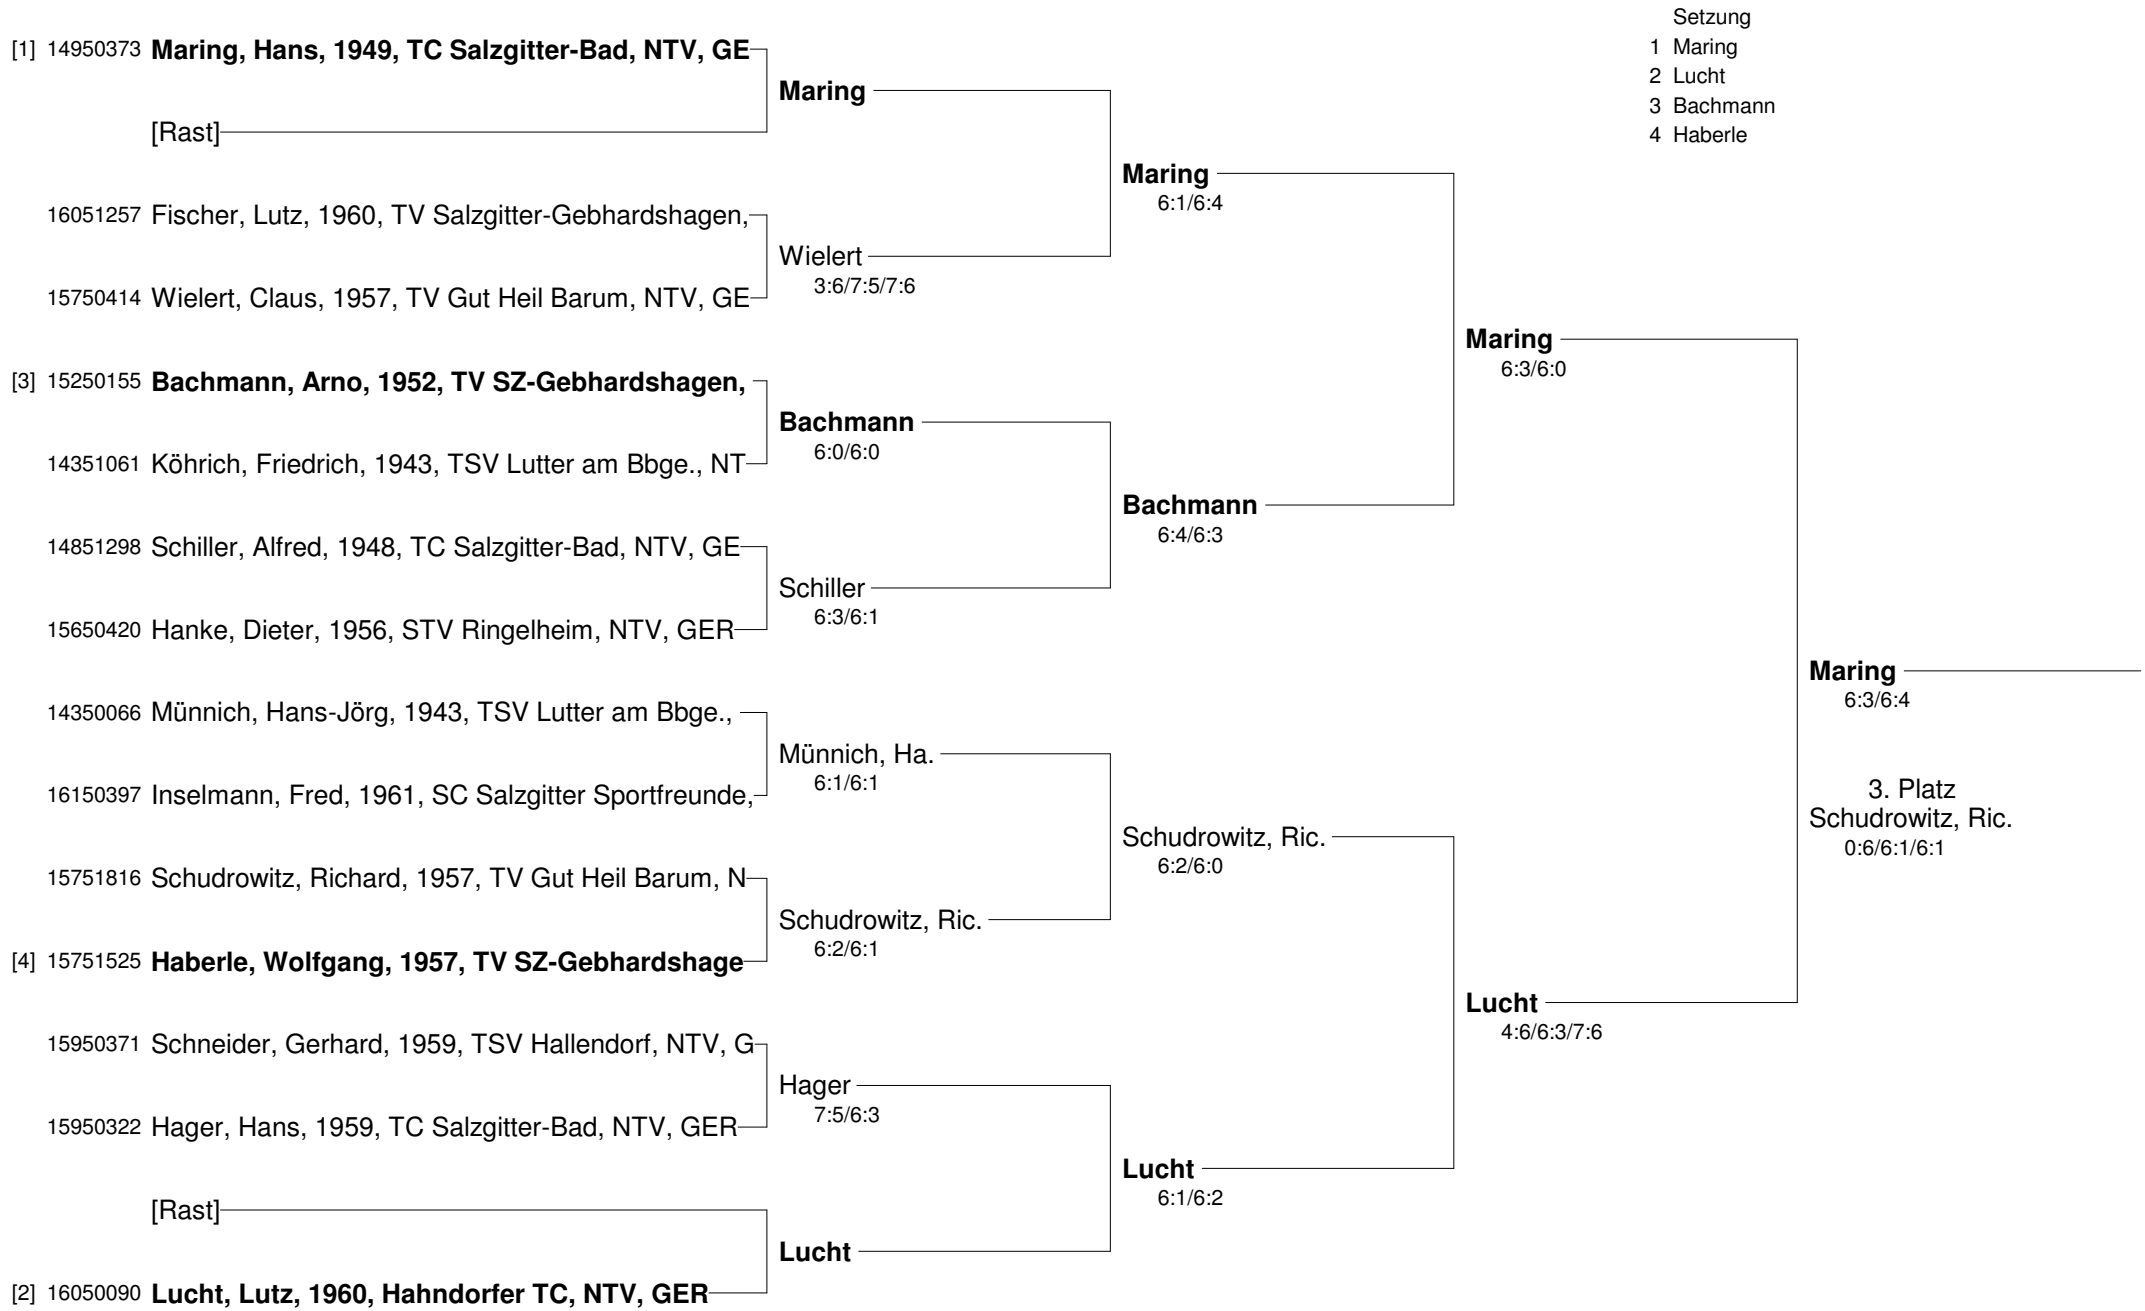 Setzung
1 Maring
2 Lucht
3 Bachmann
4 Haberle
[1] 14950373 Maring, Hans, 1949, TC Salzgitter-Bad, NTV, GE
Maring
[Rast]
Maring
6:1/6:4
16051257 Fischer, Lutz, 1960, TV Salzgitter-Gebhardshagen,
Wielert
3:6/7:5/7:6
15750414 Wielert, Claus, 1957, TV Gut Heil Barum, NTV, GE
Maring
6:3/6:0
[3] 15250155 Bachmann, Arno, 1952, TV SZ-Gebhardshagen,
Bachmann
6:0/6:0
14351061 Köhrich, Friedrich, 1943, TSV Lutter am Bbge., NT
Bachmann
6:4/6:3
14851298 Schiller, Alfred, 1948, TC Salzgitter-Bad, NTV, GE
Schiller
6:3/6:1
15650420 Hanke, Dieter, 1956, STV Ringelheim, NTV, GER
Maring
6:3/6:4
14350066 Münnich, Hans-Jörg, 1943, TSV Lutter am Bbge.,
Münnich, Ha.
6:1/6:1
16150397 Inselmann, Fred, 1961, SC Salzgitter Sportfreunde,
3. Platz
Schudrowitz, Ric.
0:6/6:1/6:1
Schudrowitz, Ric.
6:2/6:0
15751816 Schudrowitz, Richard, 1957, TV Gut Heil Barum, N
Schudrowitz, Ric.
6:2/6:1
[4] 15751525 Haberle, Wolfgang, 1957, TV SZ-Gebhardshage
Lucht
4:6/6:3/7:6
15950371 Schneider, Gerhard, 1959, TSV Hallendorf, NTV, G
Hager
7:5/6:3
15950322 Hager, Hans, 1959, TC Salzgitter-Bad, NTV, GER
Lucht
6:1/6:2
[Rast]
Lucht
[2] 16050090 Lucht, Lutz, 1960, Hahndorfer TC, NTV, GER